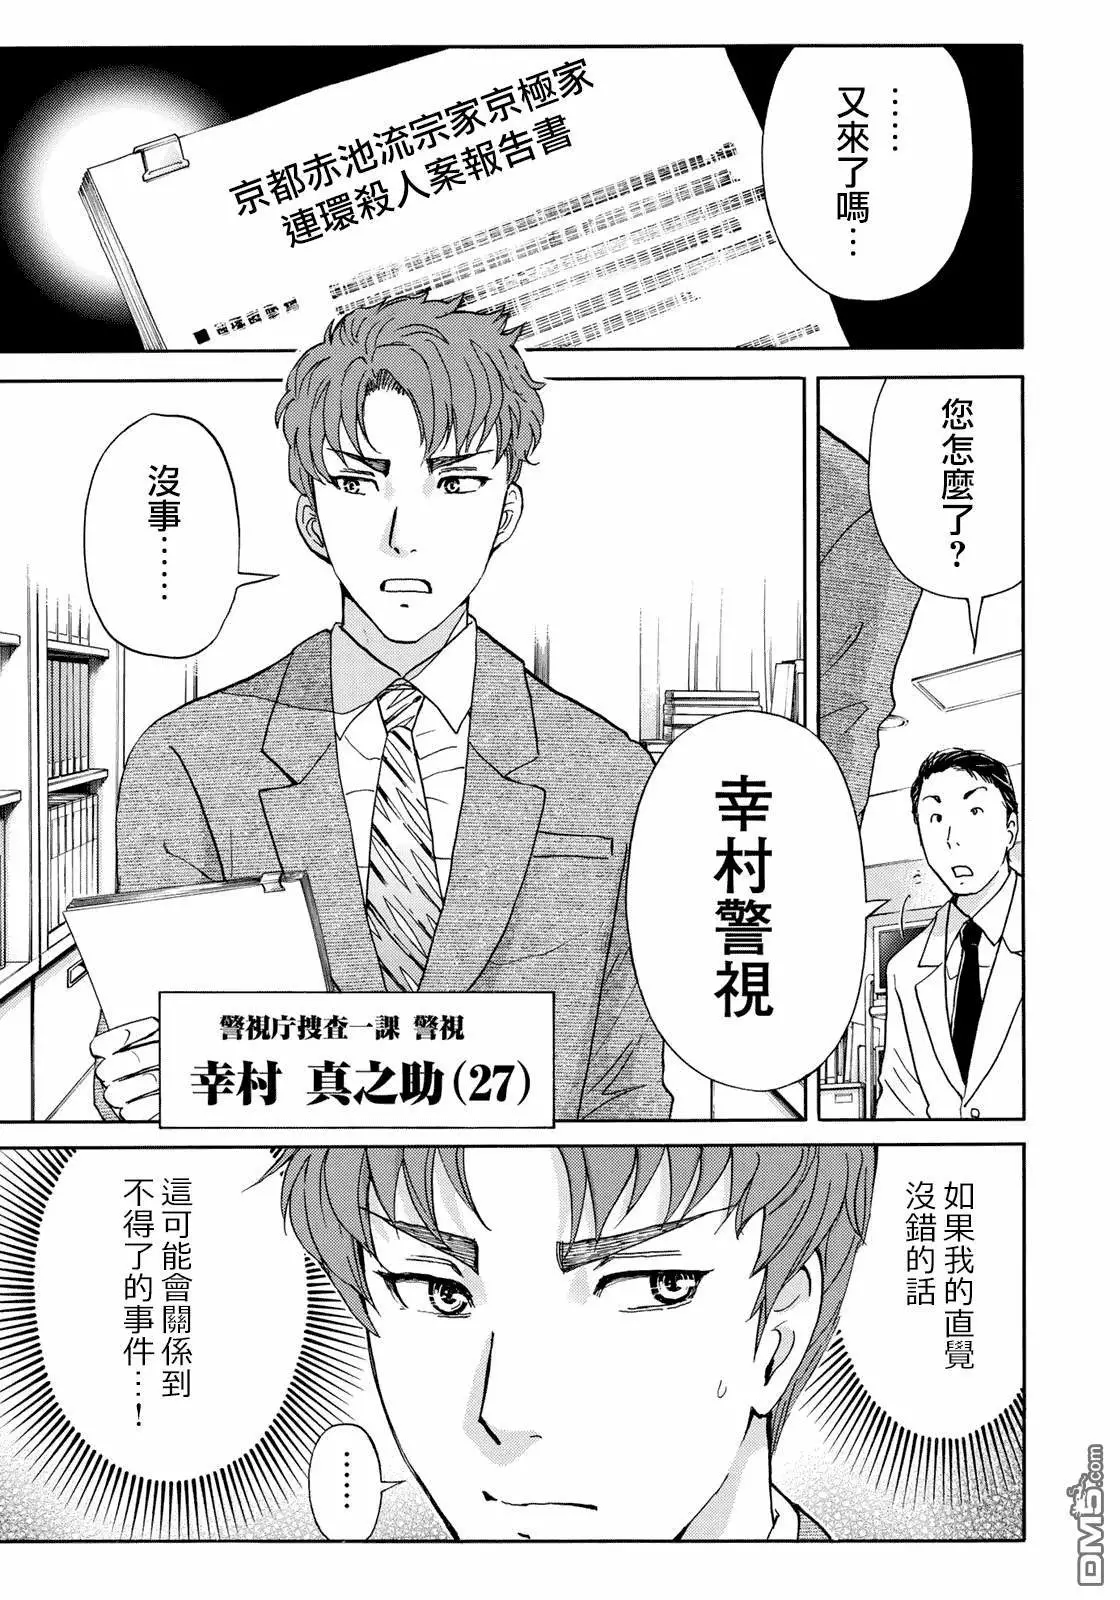 ……
又來了嗎…
京都赤池流宗家京極家
連環殺人案報告書
您怎麼了?
幸村警視
沒事……
警視庁捜査一課 警視
幸村 真之助(27)
如果我的直覺
沒錯的話
這可能會關係到
不得了的事件…!
…
DM5.com